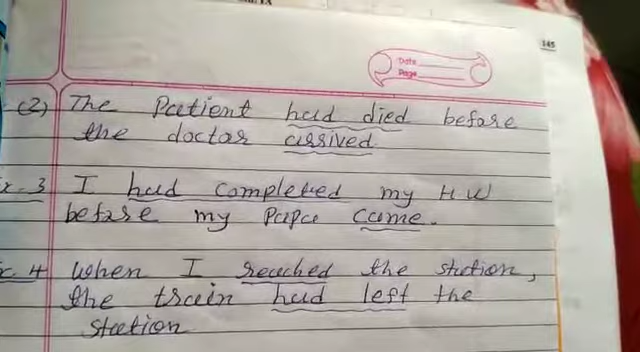 145
Date
Page
(2) The Patient had died before
the doctor arrived.
x.3 I had completed my H W
before my Papa came.
x.4 When I reached the station,
the train had left the
station